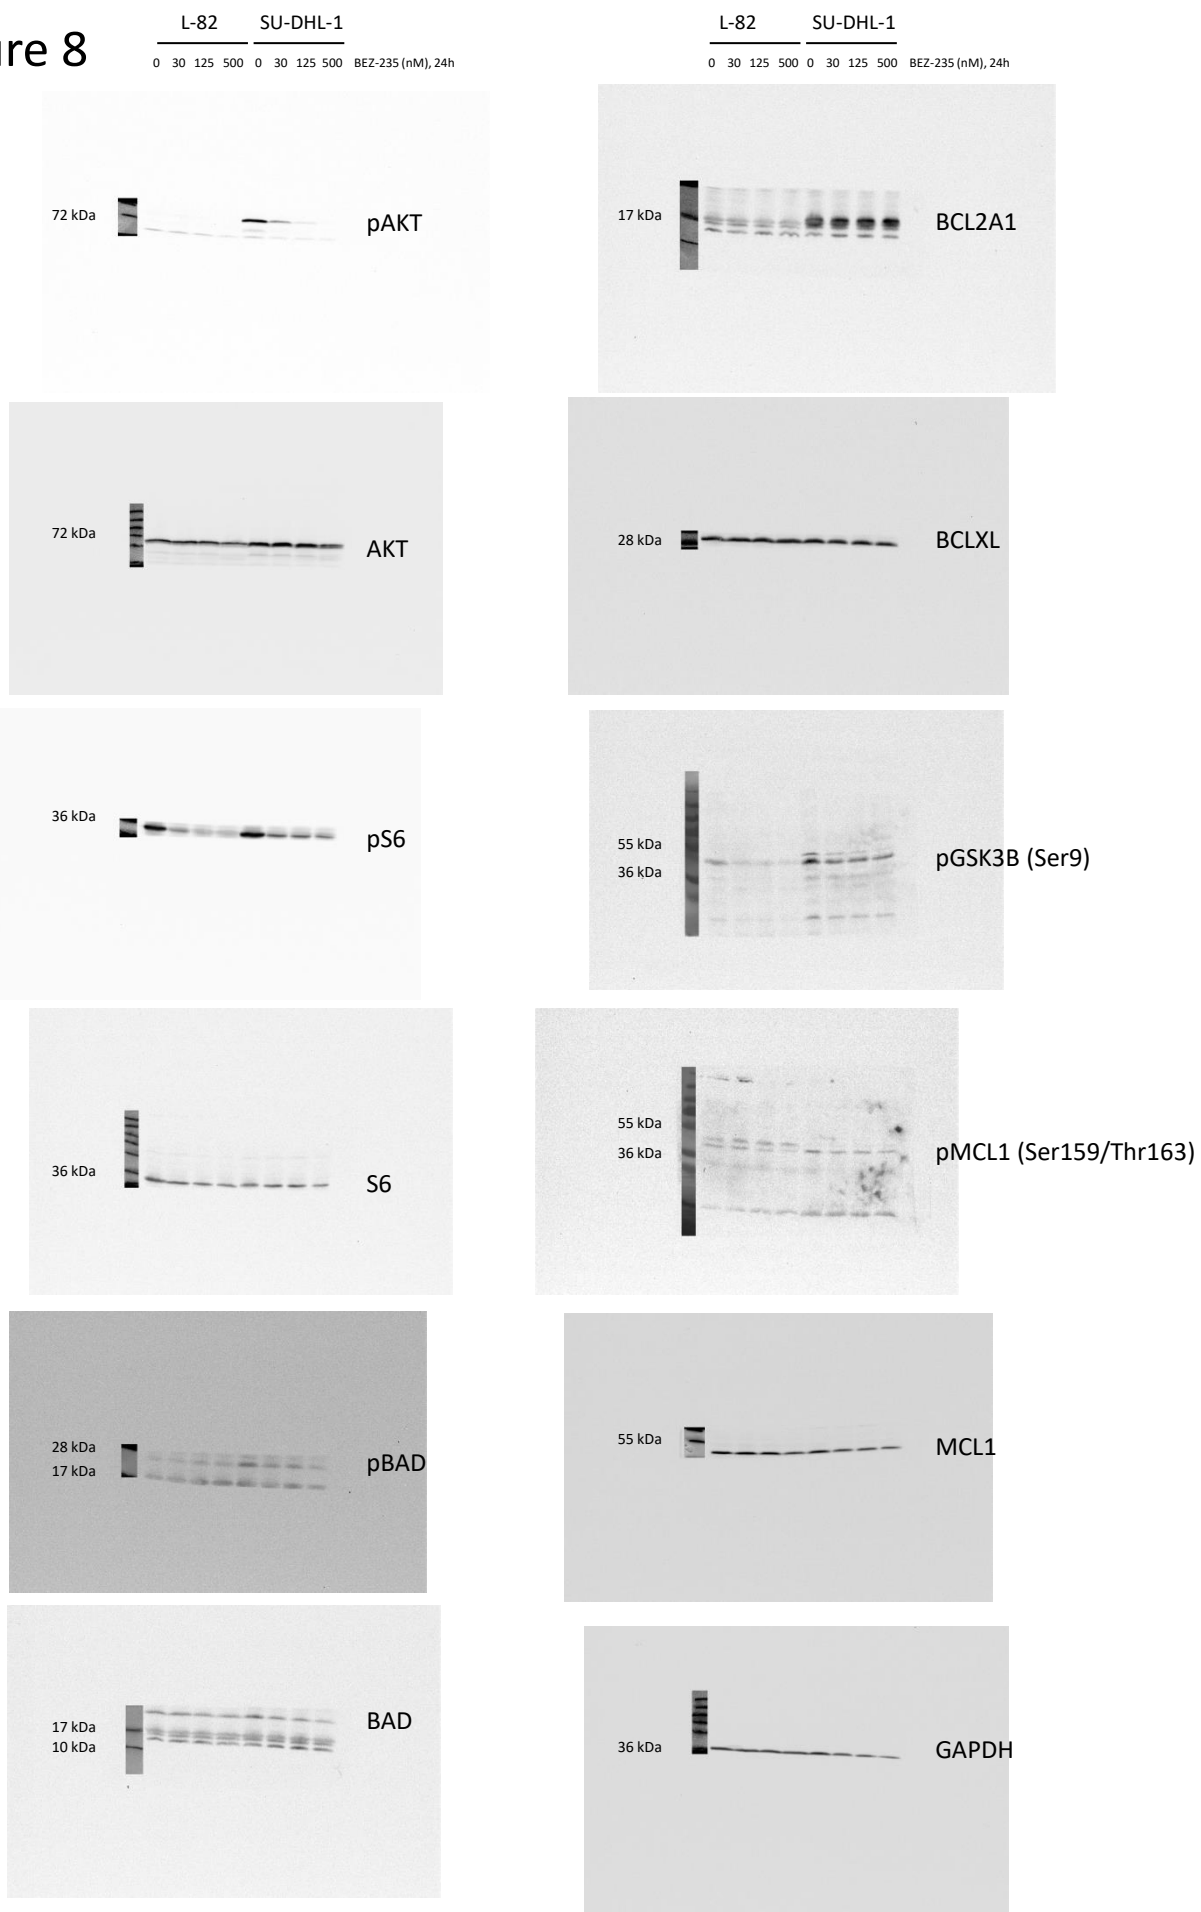 ure 8
L-82 SU-DHL-1
0 30 125 500 0 30 125 500 BEZ-235 (nM), 24h
72 kDa
pAKT
72 kDa
AKT
36 kDa
pS6
36 kDa
S6
28 kDa
17 kDa
pBAD
17 kDa
10 kDa
BAD
L-82 SU-DHL-1
0 30 125 500 0 30 125 500 BEZ-235 (nM), 24h
17 kDa
BCL2A1
28 kDa
BCLXL
55 kDa
36 kDa
pGSK3B (Ser9)
55 kDa
36 kDa
pMCL1 (Ser159/Thr163)
55 kDa
MCL1
36 kDa
GAPDH